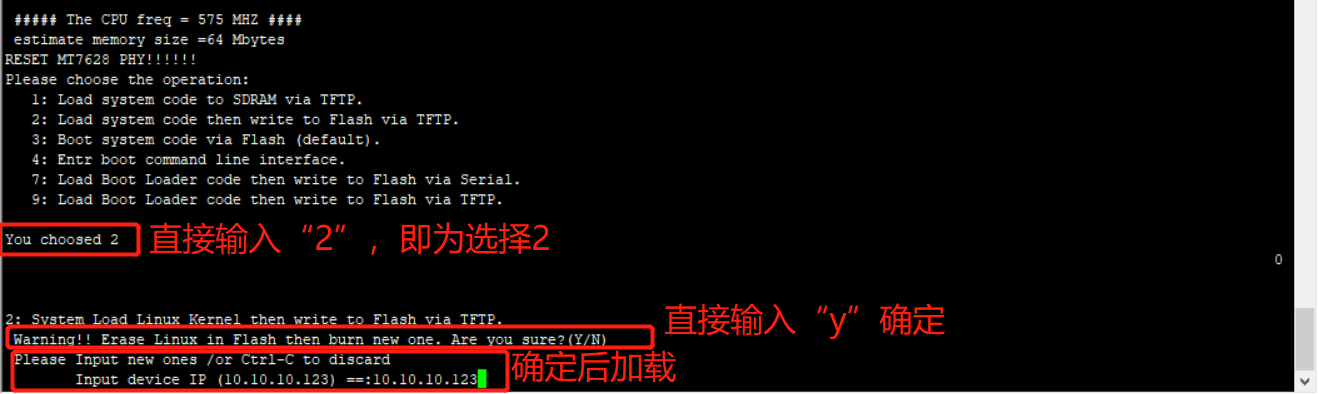 ##### The CPU freq = 575 MHZ ####
estimate memory size =64 Mbytes
RESET MT7628 PHY!!!!!!
Please choose the operation:
1: Load system code to SDRAM via TFTP.
2: Load system code then write to Flash via TFTP.
3: Boot system code via Flash (default).
4: Entr boot command line interface.
7: Load Boot Loader code then write to Flash via Serial.
9: Load Boot Loader code then write to Flash via TFTP.
You choosed 2
直接输入“2”，即为选择2
0
2: System Load Linux Kernel then write to Flash via TFTP.
直接输入“y”确定
Warning!! Erase Linux in Flash then burn new one. Are you sure?(Y/N)
Please Input new ones /or Ctrl-C to discard
确定后加载
Input device IP (10.10.10.123) ==:10.10.10.123